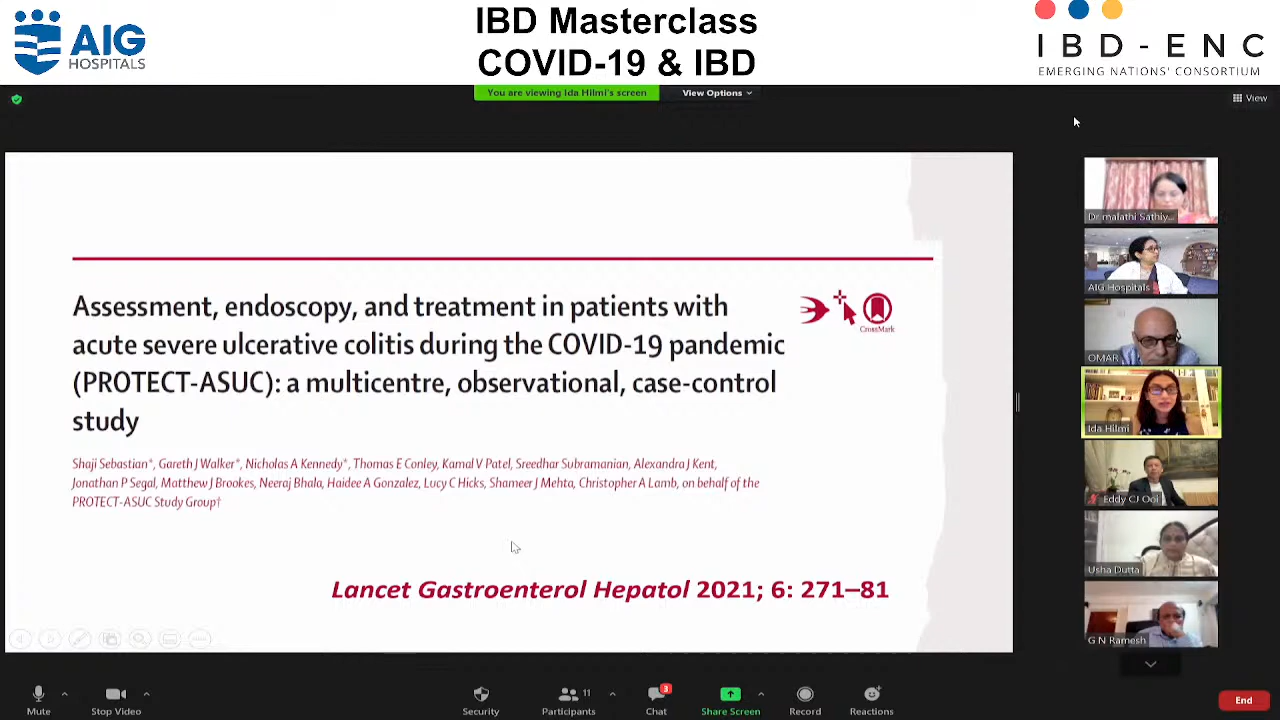 AIG
HOSPITALS
IBD Masterclass
COVID-19 & IBD
IBD-ENC
EMERGING NATIONS' CONSORTIUM
You are viewing Ida Hilmi's screen
View Options
View
Assessment, endoscopy, and treatment in patients with
acute severe ulcerative colitis during the COVID-19 pandemic
(PROTECT-ASUC): a multicentre, observational, case-control
study
CrossMark
Shaji Sebastian*, Gareth J Walker*, Nicholas A Kennedy*, Thomas E Conley, Kamal V Patel, Sreedhar Subramanian, Alexandra J Kent,
Jonathan P Segal, Matthew J Brookes, Neeraj Bhala, Haidee A Gonzalez, Lucy C Hicks, Shameer J Mehta, Christopher A Lamb, on behalf of the
PROTECT-ASUC Study Group†
Lancet Gastroenterol Hepatol 2021; 6: 271–81
Dr malathi Sathiy...
AIG Hospitals
OMAR
Ida Hilmi
Eddy CJ Ooi
Usha Dutta
G N Ramesh
Mute
Stop Video
Security
Participants
11
Chat
3
Share Screen
Record
Reactions
End